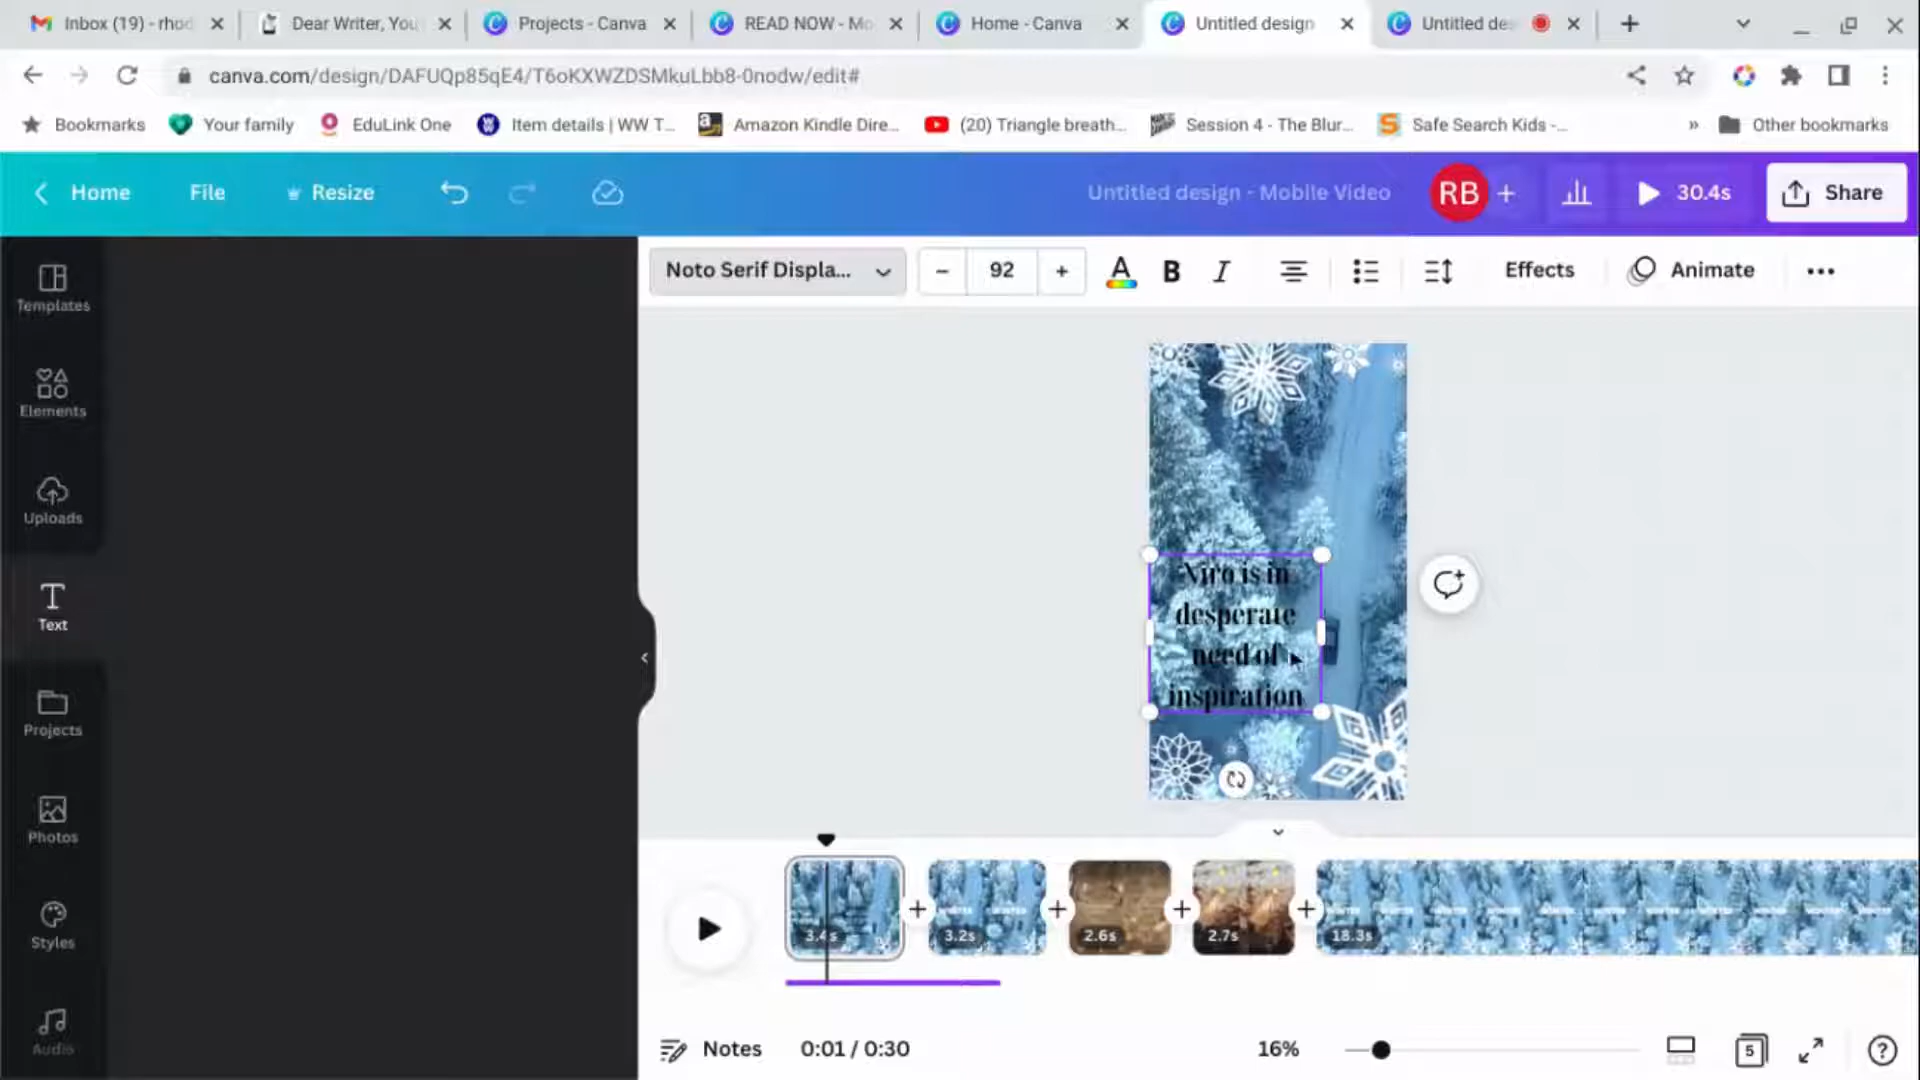 Inbox (19) - rhod
Dear Writer, You
Projects - Canva
READ NOW - Mo
Home - Canva
Untitled design
Untitled des
canva.com/design/DAFUQp85qE4/T6oKXWZDSMkuLbb8-0nodw/edit#
Bookmarks
Your family
EduLink One
Item details | WW T...
Amazon Kindle Dire...
(20) Triangle breath...
Session 4 - The Blur...
Safe Search Kids -...
»
Other bookmarks
Home
File
Resize
Untitled design - Mobile Video
RB
+
30.4s
Share
Templates
Elements
Uploads
Text
Projects
Photos
Styles
Audio
Noto Serif Displa...
− 92 +
A
B
I
Effects
Animate
...
Niro is in
desperate
need of
inspiration
3.4s
3.2s
2.6s
2.7s
18.3s
WINTER
Notes
0:01 / 0:30
16%
5
?